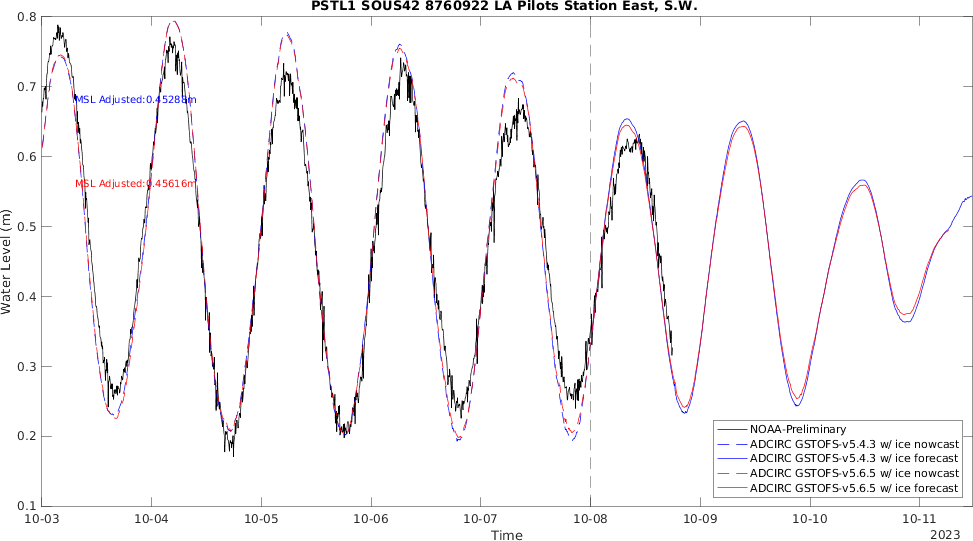 PSTL1 SOUS42 8760922 LA Pilots Station East, S.W.
0.8
0.7
0.6
0.5
0.4
0.3
0.2
0.1
Water Level (m)
MSL Adjusted:0.45288m
MSL Adjusted:0.45616m
NOAA-Preliminary
ADCIRC GSTOFS-v5.4.3 w/ ice nowcast
ADCIRC GSTOFS-v5.4.3 w/ ice forecast
ADCIRC GSTOFS-v5.6.5 w/ ice nowcast
ADCIRC GSTOFS-v5.6.5 w/ ice forecast
10-03 10-04 10-05 10-06 10-07 10-08 10-09 10-10 10-11
Time
2023